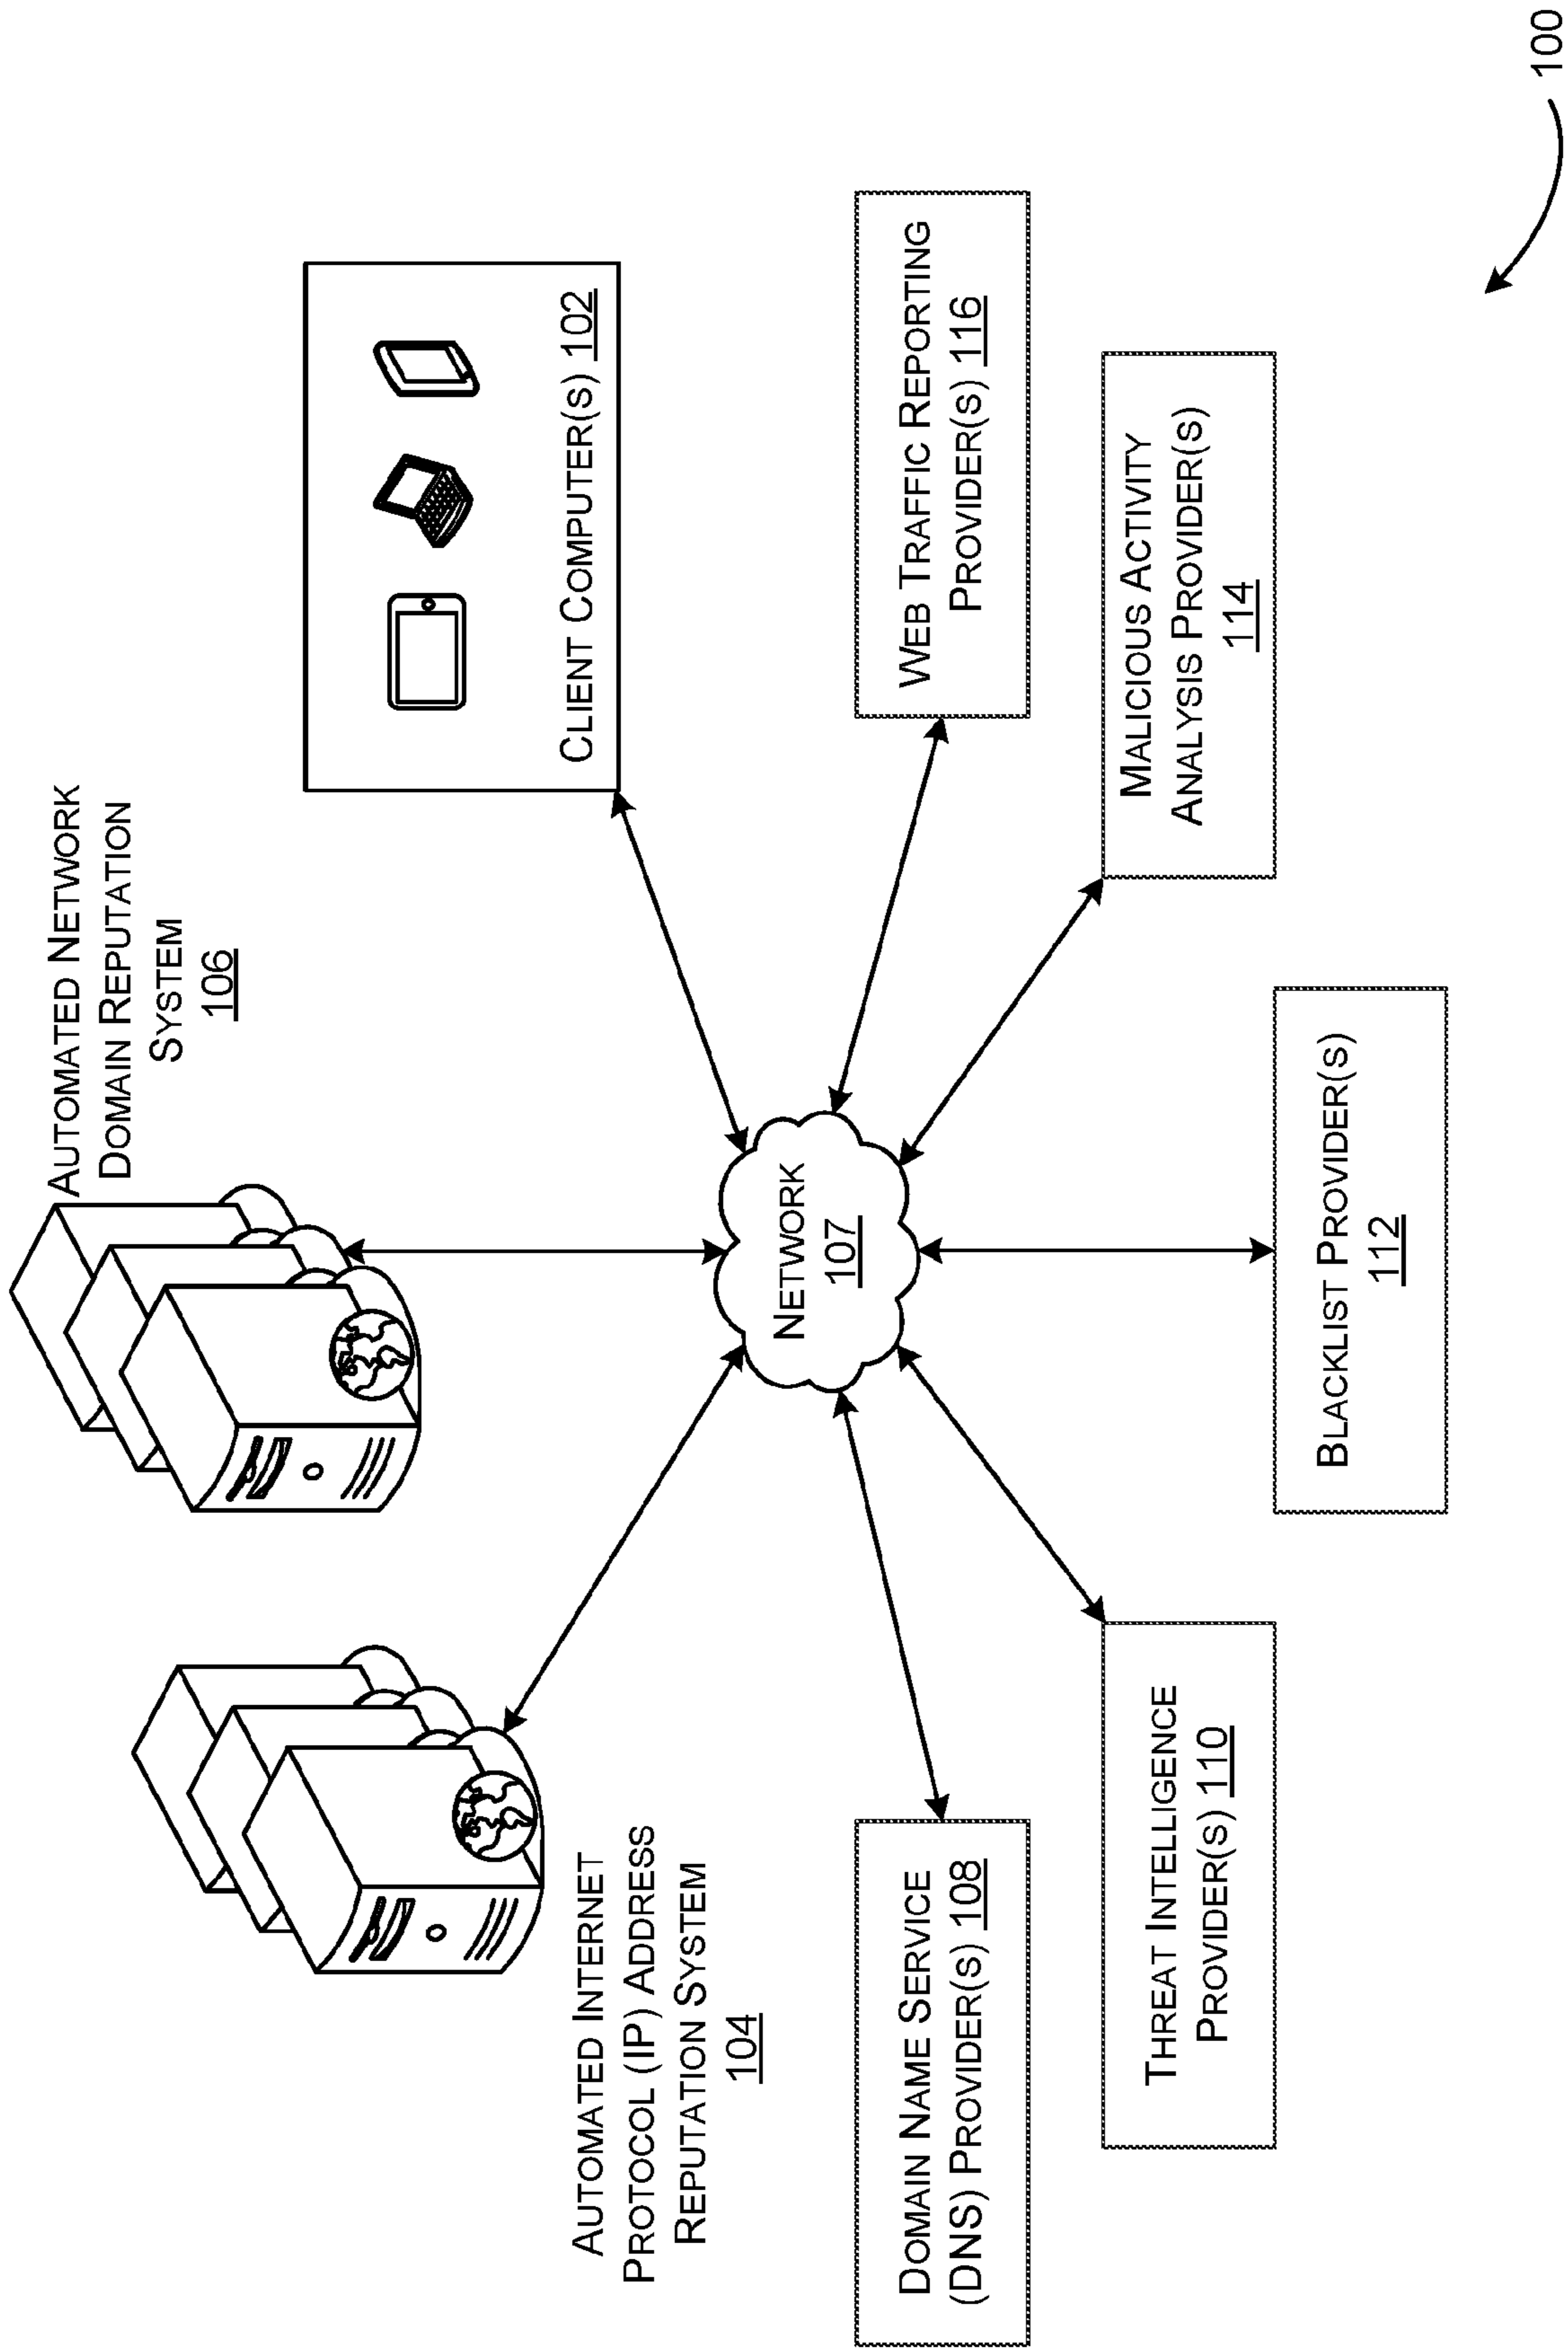 AUTOMATED NETWORK
DOMAIN REPUTATION
SYSTEM
106
AUTOMATED INTERNET
PROTOCOL (IP) ADDRESS
REPUTATION SYSTEM
104
CLIENT COMPUTER(S) 102
NETWORK
107
DOMAIN NAME SERVICE
(DNS) PROVIDER(S) 108
WEB TRAFFIC REPORTING
PROVIDER(S) 116
THREAT INTELLIGENCE
PROVIDER(S) 110
MALICIOUS ACTIVITY
ANALYSIS PROVIDER(S)
114
BLACKLIST PROVIDER(S)
112
100